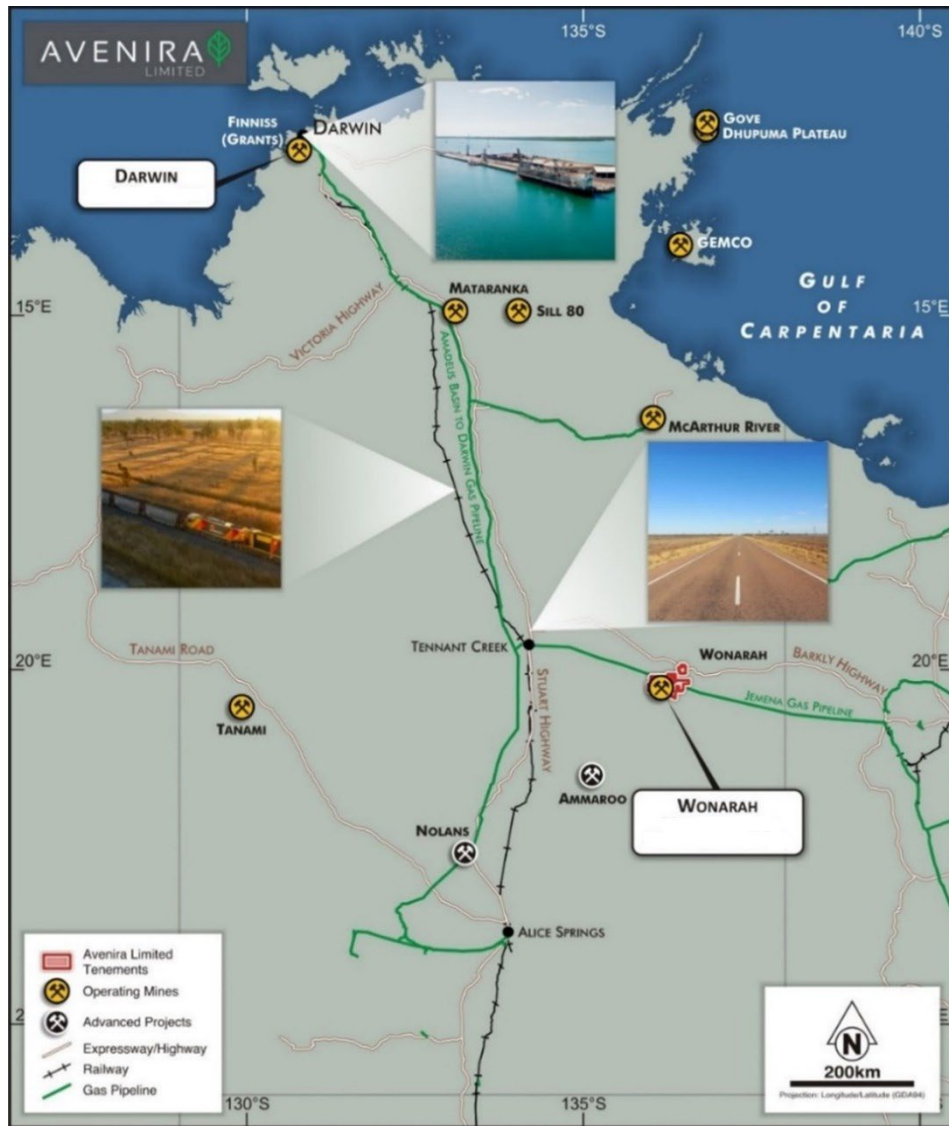 AVENIRA
LIMITED
135°S
140°S
FINNISS
(GRANTS)
DARWIN
GOVE
DHUPUMA PLATEAU
DARWIN
GEMCO
GULF
OF
CARPENTARIA
15°E
15°E
MATARANKA
SILL 80
VICTORIA HIGHWAY
AMADEUS BASIN TO DARWIN GAS PIPELINE
MCARTHUR RIVER
TENNANT CREEK
WONARAH
BARKLY HIGHWAY
20°E
20°E
TANAMI ROAD
STUART HIGHWAY
JEMENA GAS PIPELINE
TANAMI
AMMAROO
WONARAH
NOLANS
ALICE SPRINGS
Avenira Limited
Tenements
Operating Mines
Advanced Projects
Expressway/Highway
Railway
Gas Pipeline
N
200km
Projection: Longitude/Latitude (GDA94)
130°S
135°S